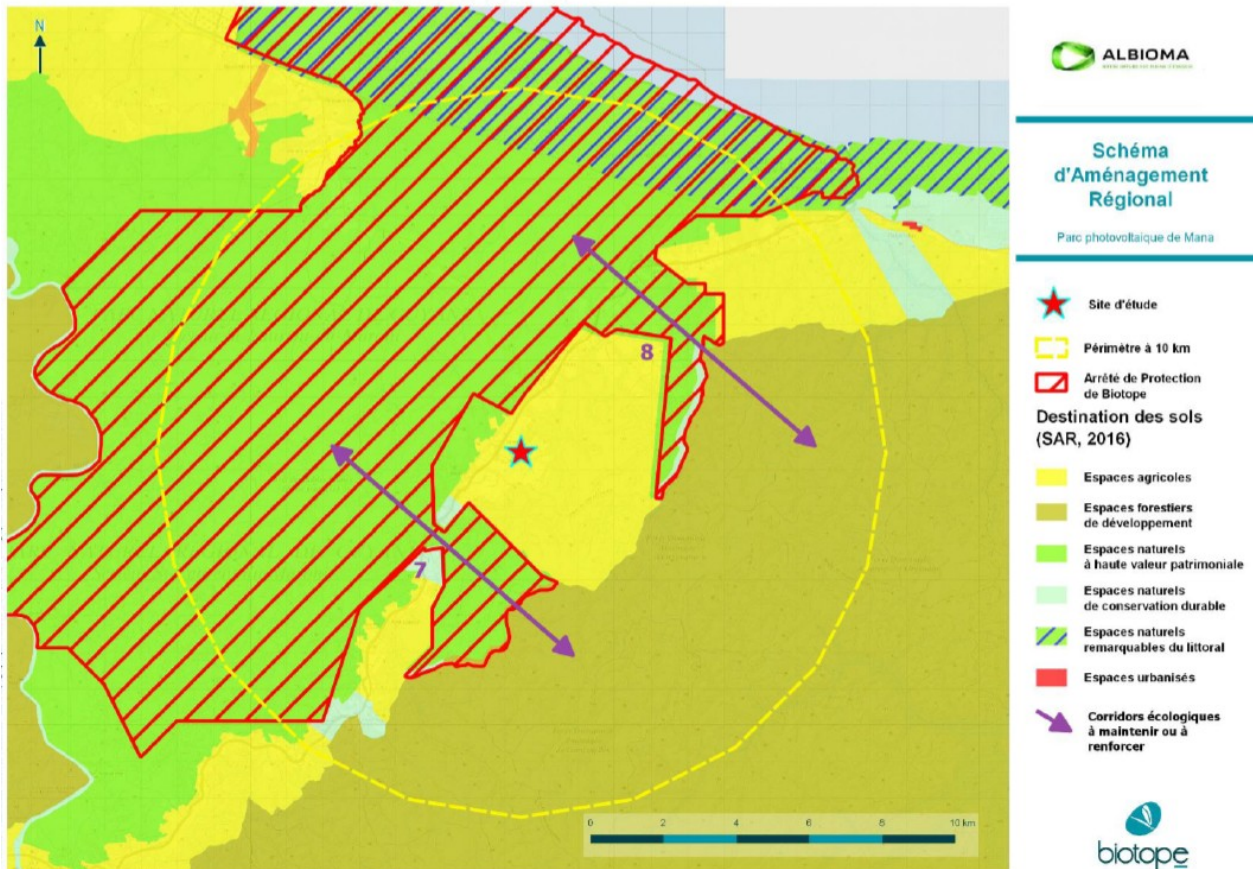 N
8
7
0 2 4 6 8 10 km
ALBIOMA
Schéma
d'Aménagement
Régional
Parc photovoltaïque de Mana
Site d'étude
Périmètre à 10 km
Arrêté de Protection
de Biotope
Destination des sols
(SAR, 2016)
Espaces agricoles
Espaces forestiers
de développement
Espaces naturels
à haute valeur patrimoniale
Espaces naturels
de conservation durable
Espaces naturels
remarquables du littoral
Espaces urbanisés
Corridors écologiques
à maintenir ou à
renforcer
biotope